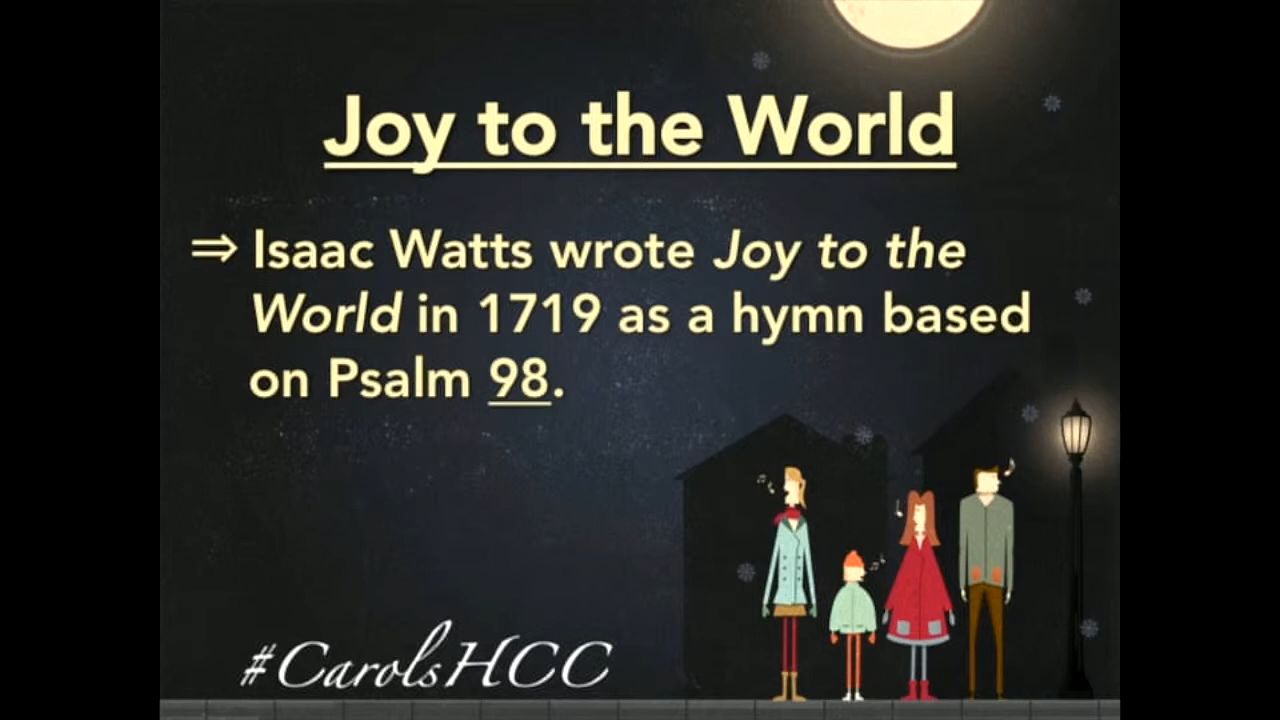 Joy to the World
⇒ Isaac Watts wrote Joy to the
World in 1719 as a hymn based
on Psalm 98.
#CarolsHCC